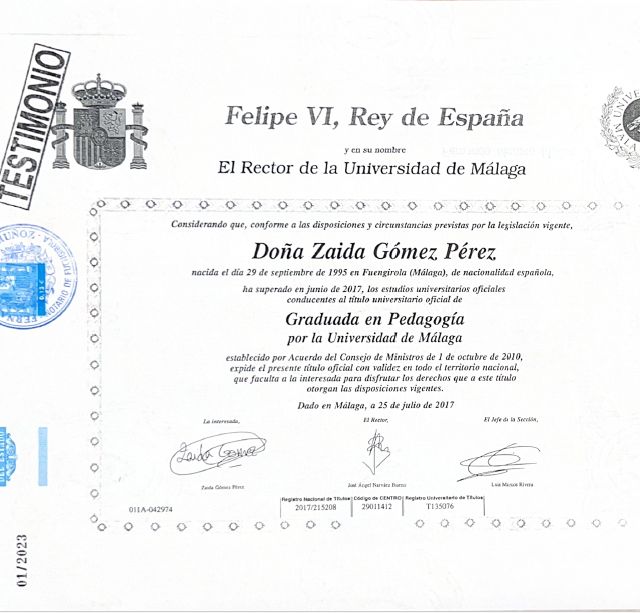 TESTIMONIO
Felipe VI, Rey de España
y en su nombre
El Rector de la Universidad de Málaga
Considerando que, conforme a las disposiciones y circunstancias previstas por la legislación vigente,
Doña Zaida Gómez Pérez
nacida el día 29 de septiembre de 1995 en Fuengirola (Málaga), de nacionalidad española,
ha superado en junio de 2017, los estudios universitarios oficiales
conducentes al título universitario oficial de
Graduada en Pedagogía
por la Universidad de Málaga
establecido por Acuerdo del Consejo de Ministros de 1 de octubre de 2010,
expide el presente título oficial con validez en todo el territorio nacional,
que faculta a la interesada para disfrutar los derechos que a este título
otorgan las disposiciones vigentes.
Dado en Málaga, a 25 de julio de 2017
La interesada,
El Rector,
El Jefe de la Sección,
Zaida Gómez
Zaida Gómez Pérez
José Ángel Narváez Bueno
Luis Marcos Rivera
011A-042974
Registro Nacional de Títulos
Código de CENTRO
Registro Universitario de Títulos
2017/215208
29011412
T135076
NOTARIO DE FUENGIROLA
01/2023